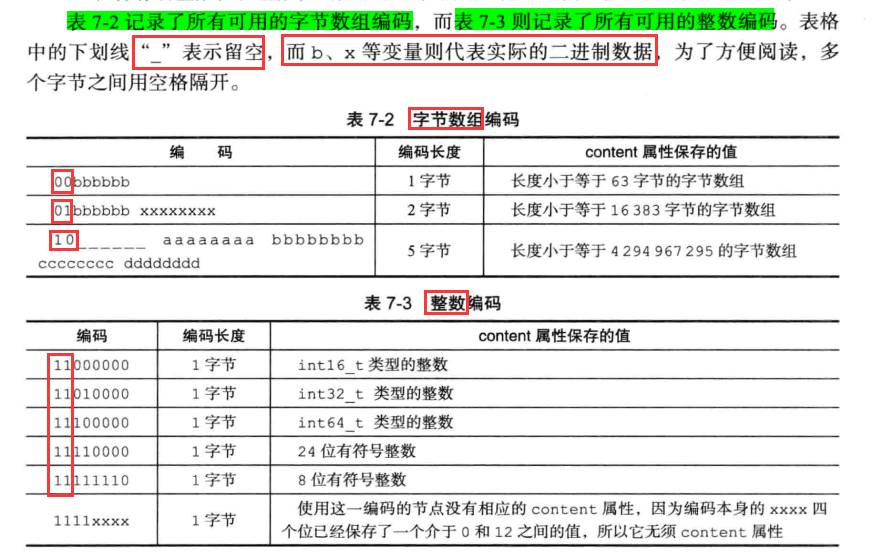 表 7-2 记录了所有可用的字节数组编码，而表 7-3 则记录了所有可用的整数编码。表格
中的下划线“_”表示留空，而 b、x 等变量则代表实际的二进制数据，为了方便阅读，多
个字节之间用空格隔开。
表 7-2 字节数组编码
编 码 编码长度 content 属性保存的值
00bbbbbb 1 字节 长度小于等于 63 字节的字节数组
01bbbbbb xxxxxxxx 2 字节 长度小于等于 16 383 字节的字节数组
10______ aaaaaaaa bbbbbbbb
cccccccc dddddddd 5 字节 长度小于等于 4 294 967 295 的字节数组
表 7-3 整数编码
编码 编码长度 content 属性保存的值
11000000 1 字节 int16_t 类型的整数
11010000 1 字节 int32_t 类型的整数
11100000 1 字节 int64_t 类型的整数
11110000 1 字节 24 位有符号整数
11111110 1 字节 8 位有符号整数
1111xxxx 1 字节 使用这一编码的节点没有相应的 content 属性，因为编码本身的 xxxx 四
个位已经保存了一个介于 0 和 12 之间的值，所以它无须 content 属性